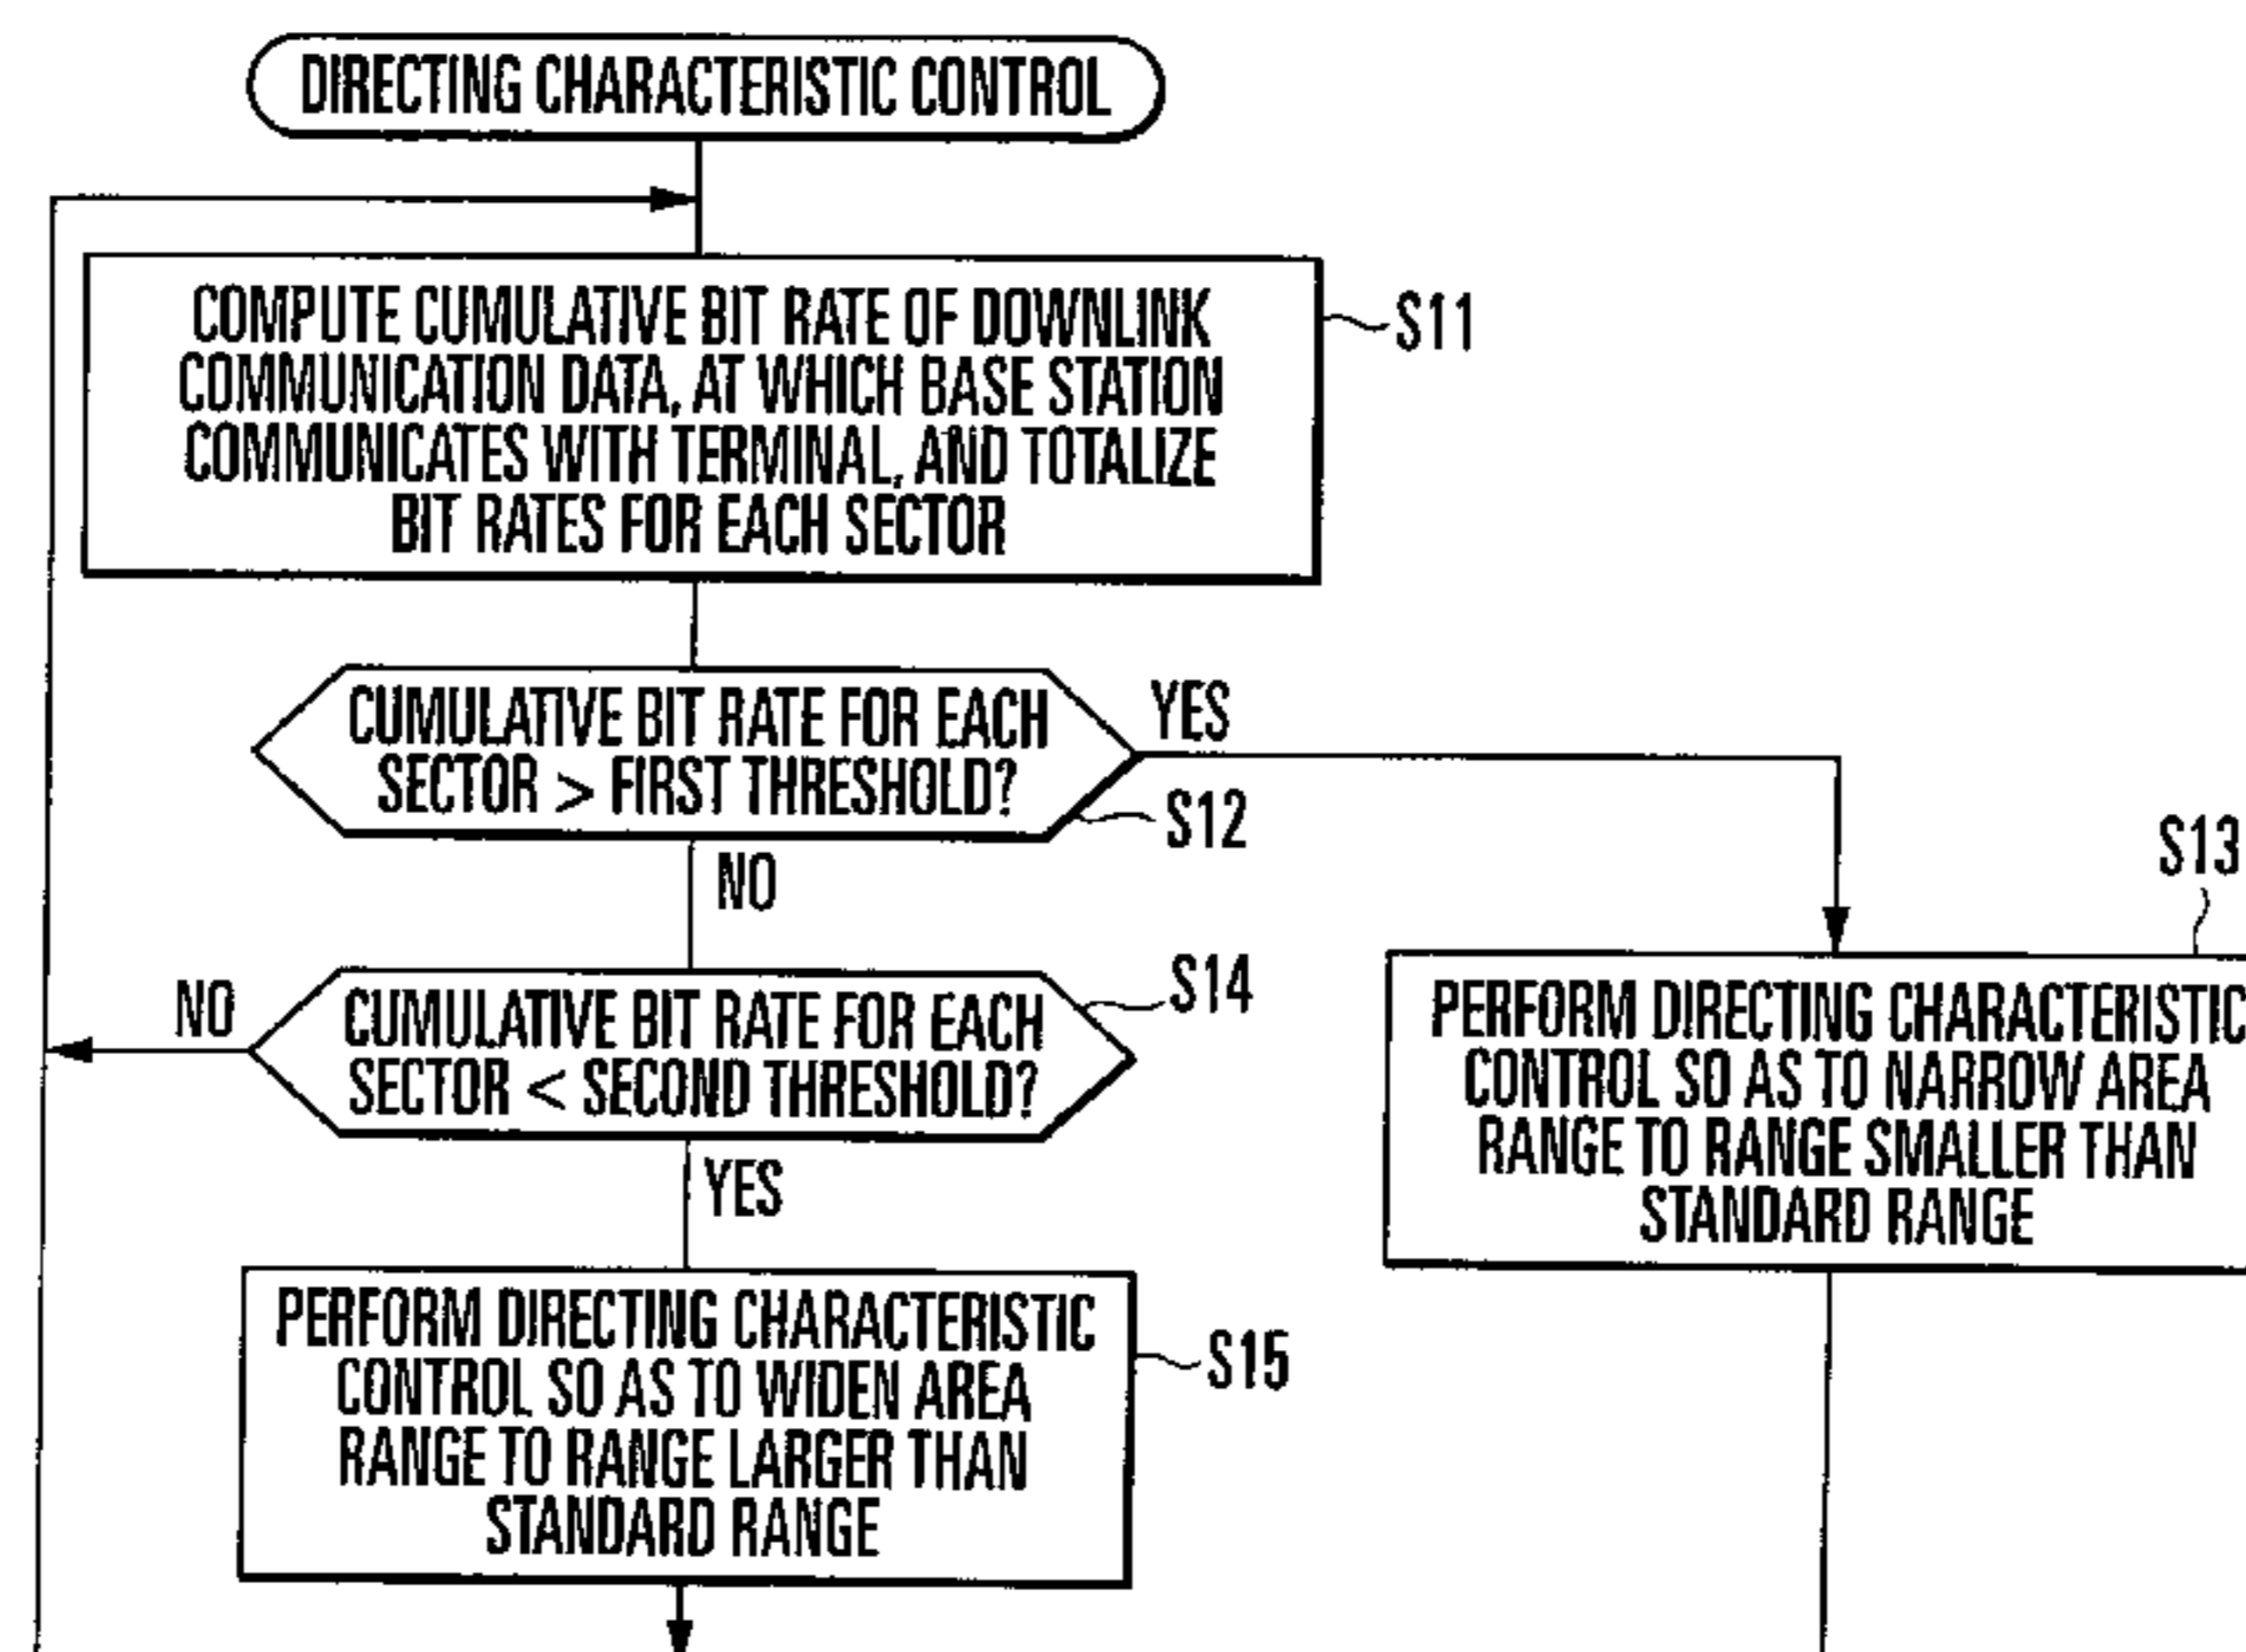 DIRECTING CHARACTERISTIC CONTROL
COMPUTE CUMULATIVE BIT RATE OF DOWNLINK
COMMUNICATION DATA, AT WHICH BASE STATION
COMMUNICATES WITH TERMINAL, AND TOTALIZE
BIT RATES FOR EACH SECTOR
S11
CUMULATIVE BIT RATE FOR EACH
SECTOR > FIRST THRESHOLD?
YES
S12
NO
S13
PERFORM DIRECTING CHARACTERISTIC
CONTROL SO AS TO NARROW AREA
RANGE TO RANGE SMALLER THAN
STANDARD RANGE
CUMULATIVE BIT RATE FOR EACH
SECTOR < SECOND THRESHOLD?
S14
NO
YES
PERFORM DIRECTING CHARACTERISTIC
CONTROL SO AS TO WIDEN AREA
RANGE TO RANGE LARGER THAN
STANDARD RANGE
S15